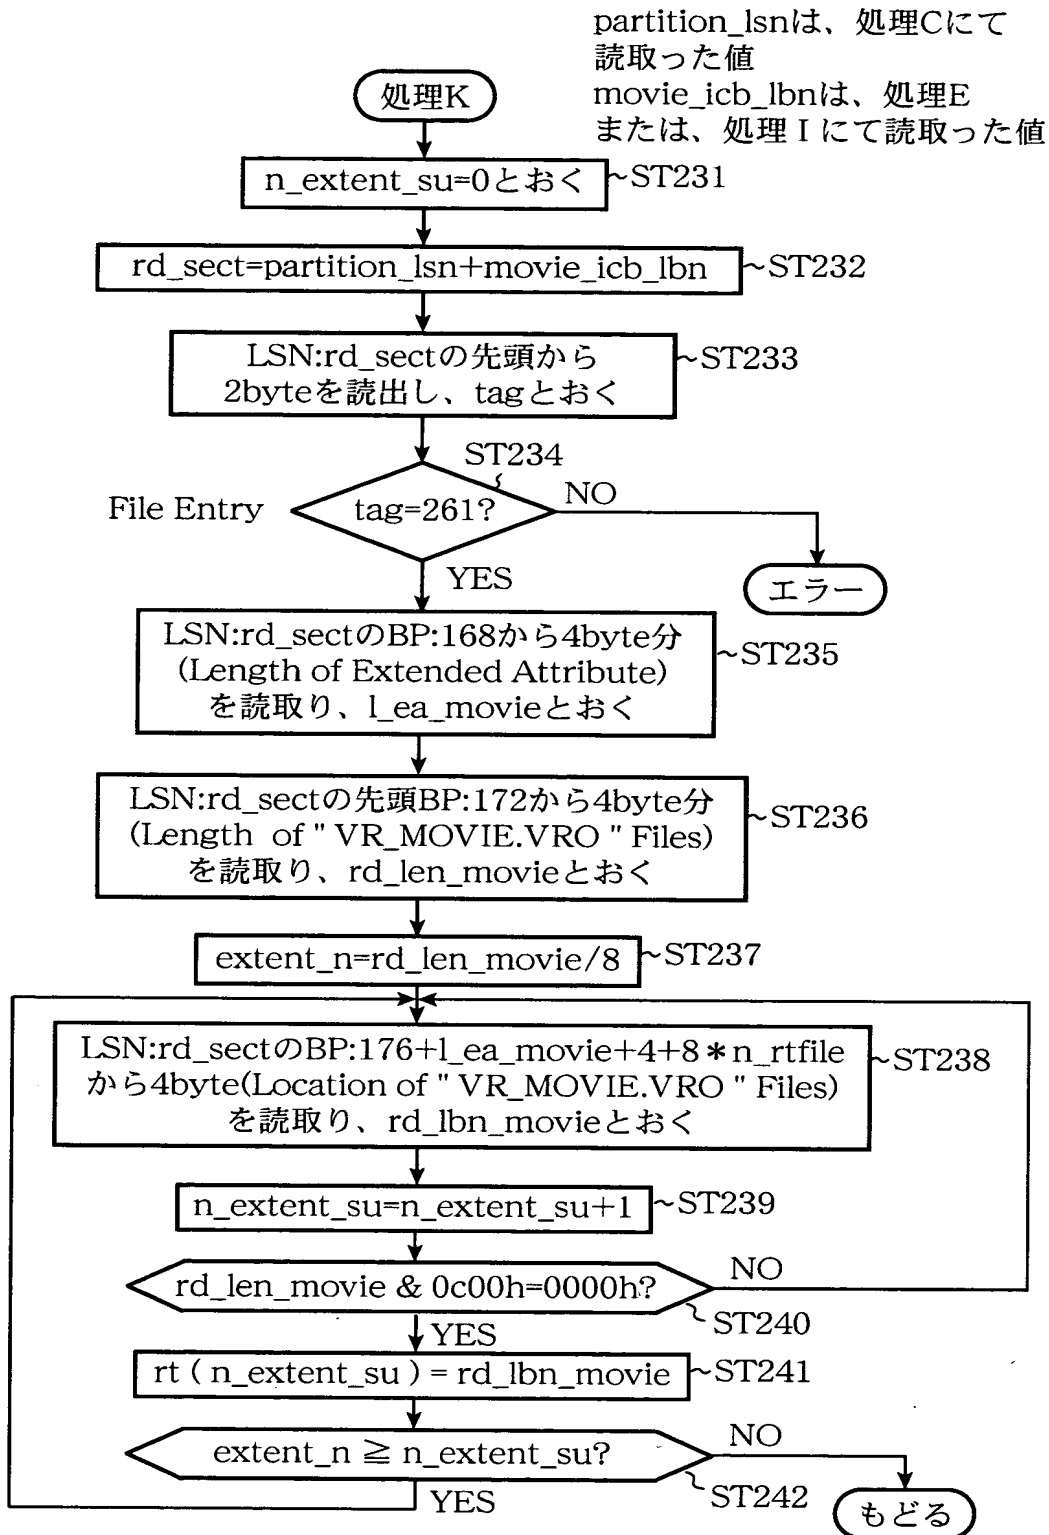 partition_lsnは、処理Cにて
読取った値
movie_icb_lbnは、処理E
または、処理Iにて読取った値
処理K
n_extent_su=0とおく ~ST231
rd_sect=partition_lsn+movie_icb_lbn ~ST232
LSN:rd_sectの先頭から ~ST233
2byteを読出し、tagとおく
ST234
File Entry tag=261? NO
エラー
YES
LSN:rd_sectのBP:168から4byte分
(Length of Extended Attribute) ~ST235
を読取り、l_ea_movieとおく
LSN:rd_sectの先頭BP:172から4byte分
(Length of " VR_MOVIE.VRO " Files) ~ST236
を読取り、rd_len_movieとおく
extent_n=rd_len_movie/8 ~ST237
LSN:rd_sectのBP:176+l_ea_movie+4+8*n_rtfile ~ST238
から4byte(Location of " VR_MOVIE.VRO " Files)
を読取り、rd_lbn_movieとおく
n_extent_su=n_extent_su+1 ~ST239
rd_len_movie & 0c00h=0000h? NO
~ST240
YES
rt ( n_extent_su ) = rd_lbn_movie ~ST241
extent_n ≧ n_extent_su? NO
~ST242
YES
もどる